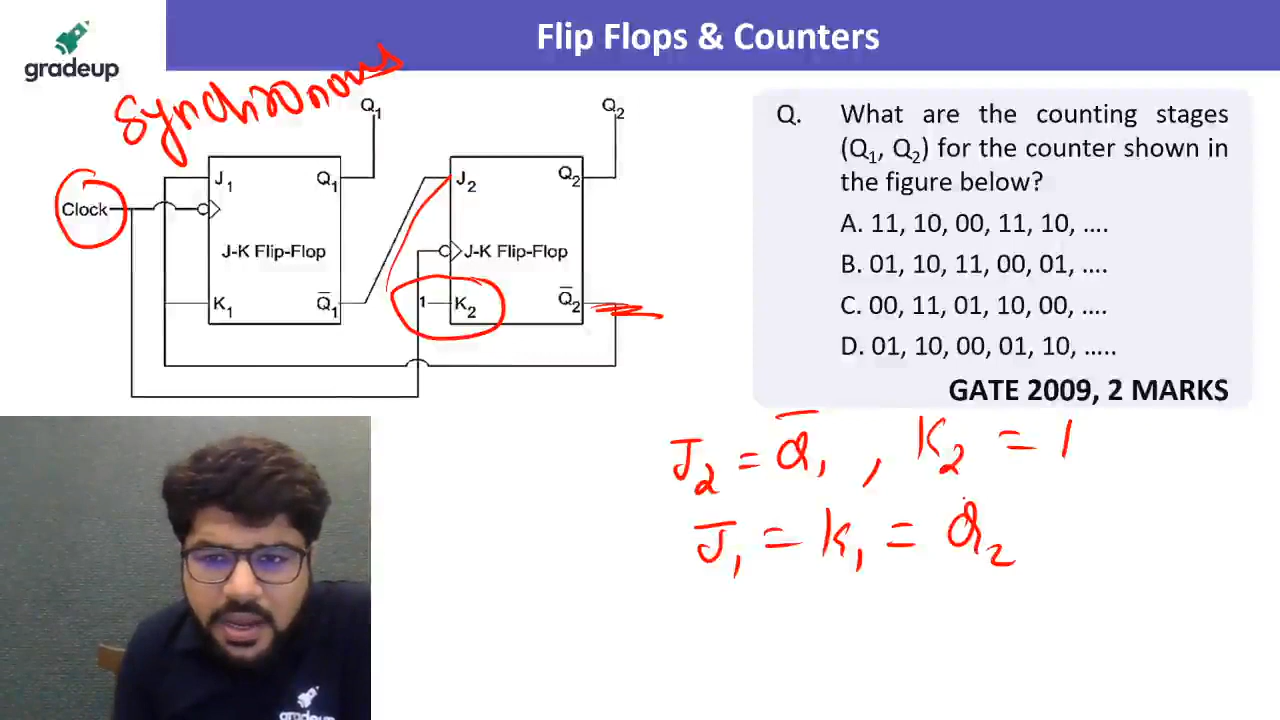 Flip Flops & Counters
gradeup
Synchronous
Q1
Q2
J1
Q1
J2
Q2
Clock
J-K Flip-Flop
J-K Flip-Flop
K1
Q̅1
1
K2
Q̅2
Q. What are the counting stages
(Q1, Q2) for the counter shown in
the figure below?
A. 11, 10, 00, 11, 10, ....
B. 01, 10, 11, 00, 01, ....
C. 00, 11, 01, 10, 00, ....
D. 01, 10, 00, 01, 10, .....
GATE 2009, 2 MARKS
J2 = Q̅1 , K2 = 1
J1 = K1 = Q2
gradeup